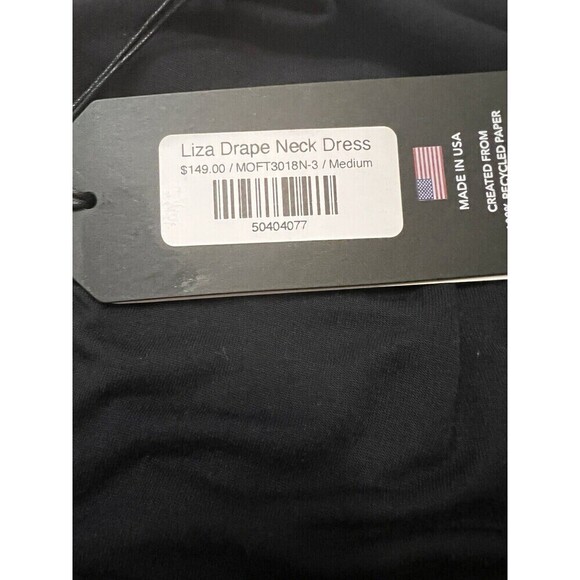 Liza Drape Neck Dress
$149.00 / MOFT3018N-3 / Medium
50404077
MADE IN USA
CREATED FROM
RECYCLED PAPER